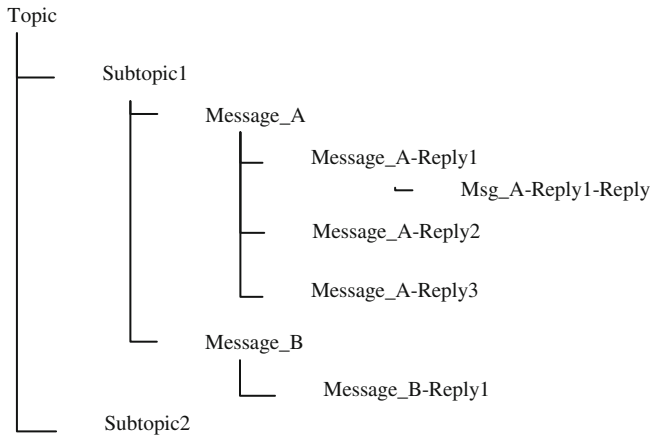 Topic
Subtopic1
Message_A
Message_A-Reply1
Msg_A-Reply1-Reply
Message_A-Reply2
Message_A-Reply3
Message_B
Message_B-Reply1
Subtopic2